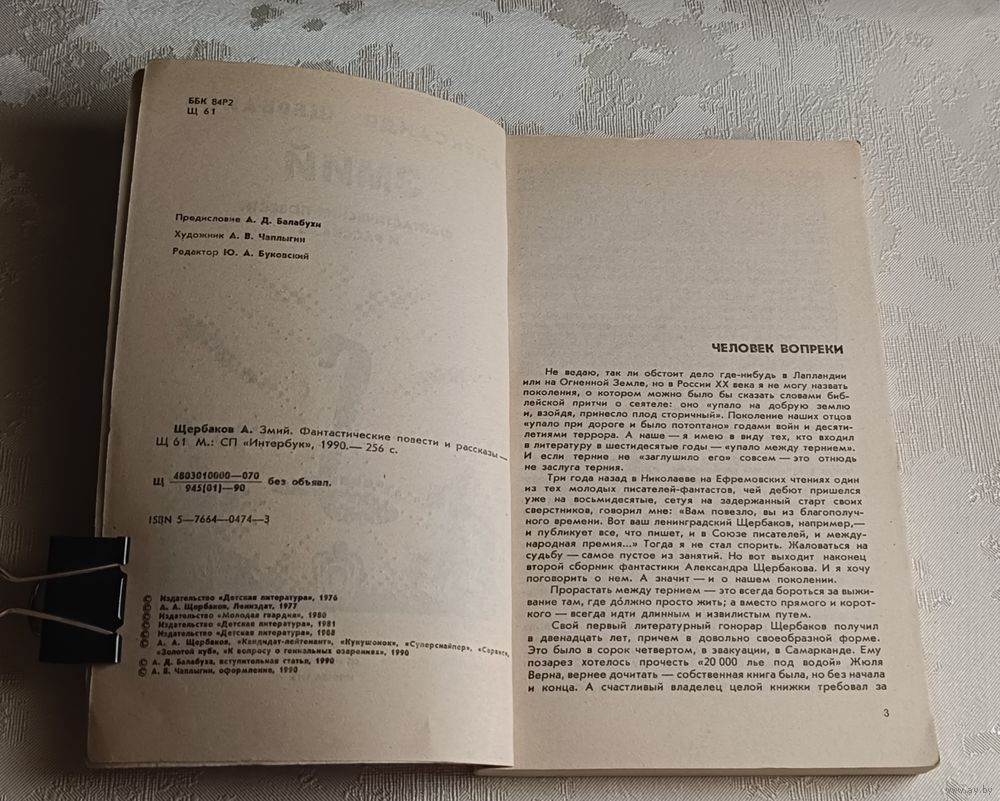 ББК 84Р2
Щ 61
Предисловие А. Д. Балабухи
Художник А. В. Чаплыгин
Редактор Ю. А. Буковский
Щербаков А. Змий. Фантастические повести и рассказы—
Щ 61 М.: СП «Интербук», 1990.— 256 с.
Щ 4803010000—070 без объявл.
945(01)—90
ISBN 5—7664—0474—3
© Издательство «Детская литература», 1976
© А. А. Щербаков, Лениздат, 1977
© Издательство «Молодая гвардия», 1980
© Издательство «Детская литература», 1981
© Издательство «Детская литература», 1988
© А. А. Щербаков, «Кандидат-лейтенант», «Кукушонок», «Суперснайпер»,
«Золотой куб», «К вопросу о гениальных озарениях», 1990
© А. Д. Балабуха, вступительная статья, 1990
© А. В. Чаплыгин, оформление, 1990
ЧЕЛОВЕК ВОПРЕКИ
Не ведаю, так ли обстоит дело где-нибудь в Лапландии
или на Огненной Земле, но в России XX века я не могу назвать
поколения, о котором можно было бы сказать словами биб-
лейской притчи о сеятеле: оно «упало на добрую землю
и, взойдя, принесло плод сторичный». Поколение наших отцов
«упало при дороге и было потоптано» годами войн и десяти-
летиями террора. А наше — я имею в виду тех, кто входил
в литературу в шестидесятые годы — «упало между тернием».
И если терние не «заглушило его» совсем — это отнюдь
не заслуга терния.
Три года назад в Николаеве на Ефремовских чтениях один
из тех молодых писателей-фантастов, чей дебют пришелся
уже на восьмидесятые, сетуя на задержанный старт своих
сверстников, говорил мне: «Вам повезло, вы из благополуч-
ного времени. Вот ваш ленинградский Щербаков, например,—
и публикует все, что пишет, и в Союзе писателей, и между-
народная премия...» Тогда я не стал спорить. Жаловаться на
судьбу — самое пустое из занятий. Но вот выходит наконец
второй сборник фантастики Александра Щербакова. И я хочу
поговорить о нем. А значит — и о нашем поколении.
Прорастать между тернием — это всегда бороться за выжи-
вание там, где дóлжно просто жить; а вместо прямого и корот-
кого — всегда идти длинным и извилистым путем.
Свой первый литературный гонорар Щербаков получил
в двенадцать лет, причем в довольно своеобразной форме.
Это было в сорок четвертом, в эвакуации, в Самарканде. Ему
позарез хотелось прочесть «20 000 лье под водой» Жюля
Верна, вернее дочитать — собственная книга была, но без начала
и конца. А счастливый владелец целой книжки требовал за
3
www.ay.by